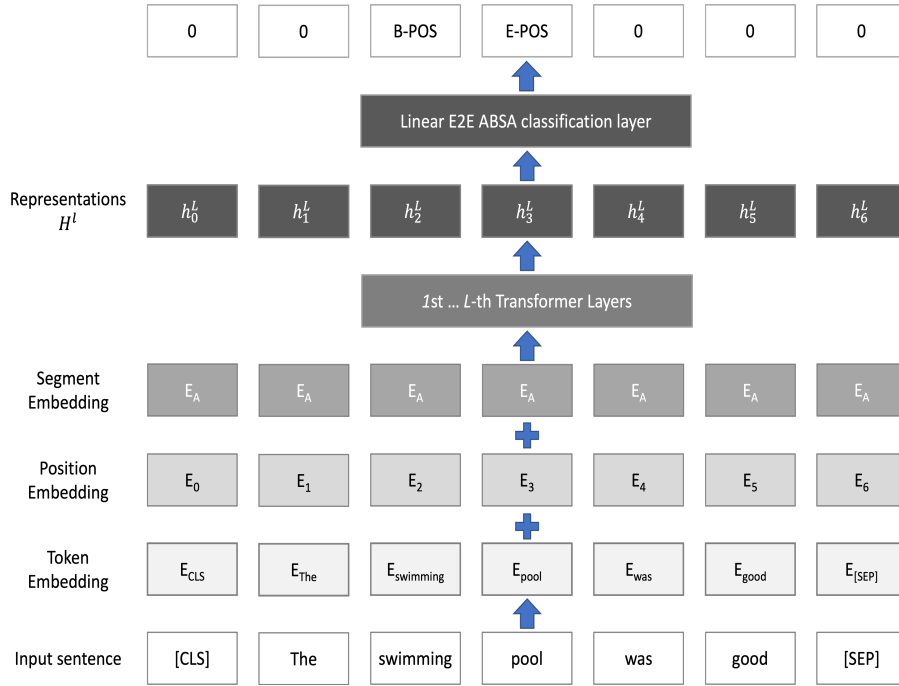 0 0 B-POS E-POS 0 0 0
Linear E2E ABSA classification layer
Representations
H^l
h_0^L h_1^L h_2^L h_3^L h_4^L h_5^L h_6^L
1st ... L-th Transformer Layers
Segment
Embedding
E_A E_A E_A E_A E_A E_A E_A
Position
Embedding
E_0 E_1 E_2 E_3 E_4 E_5 E_6
Token
Embedding
E_CLS E_The E_swimming E_pool E_was E_good E_[SEP]
Input sentence [CLS] The swimming pool was good [SEP]